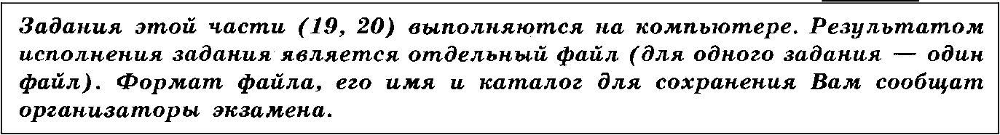 Задания этой части (19, 20) выполняются на компьютере. Результатом
исполнения задания является отдельный файл (для одного задания — один
файл). Формат файла, его имя и каталог для сохранения Вам сообщат
организаторы экзамена.